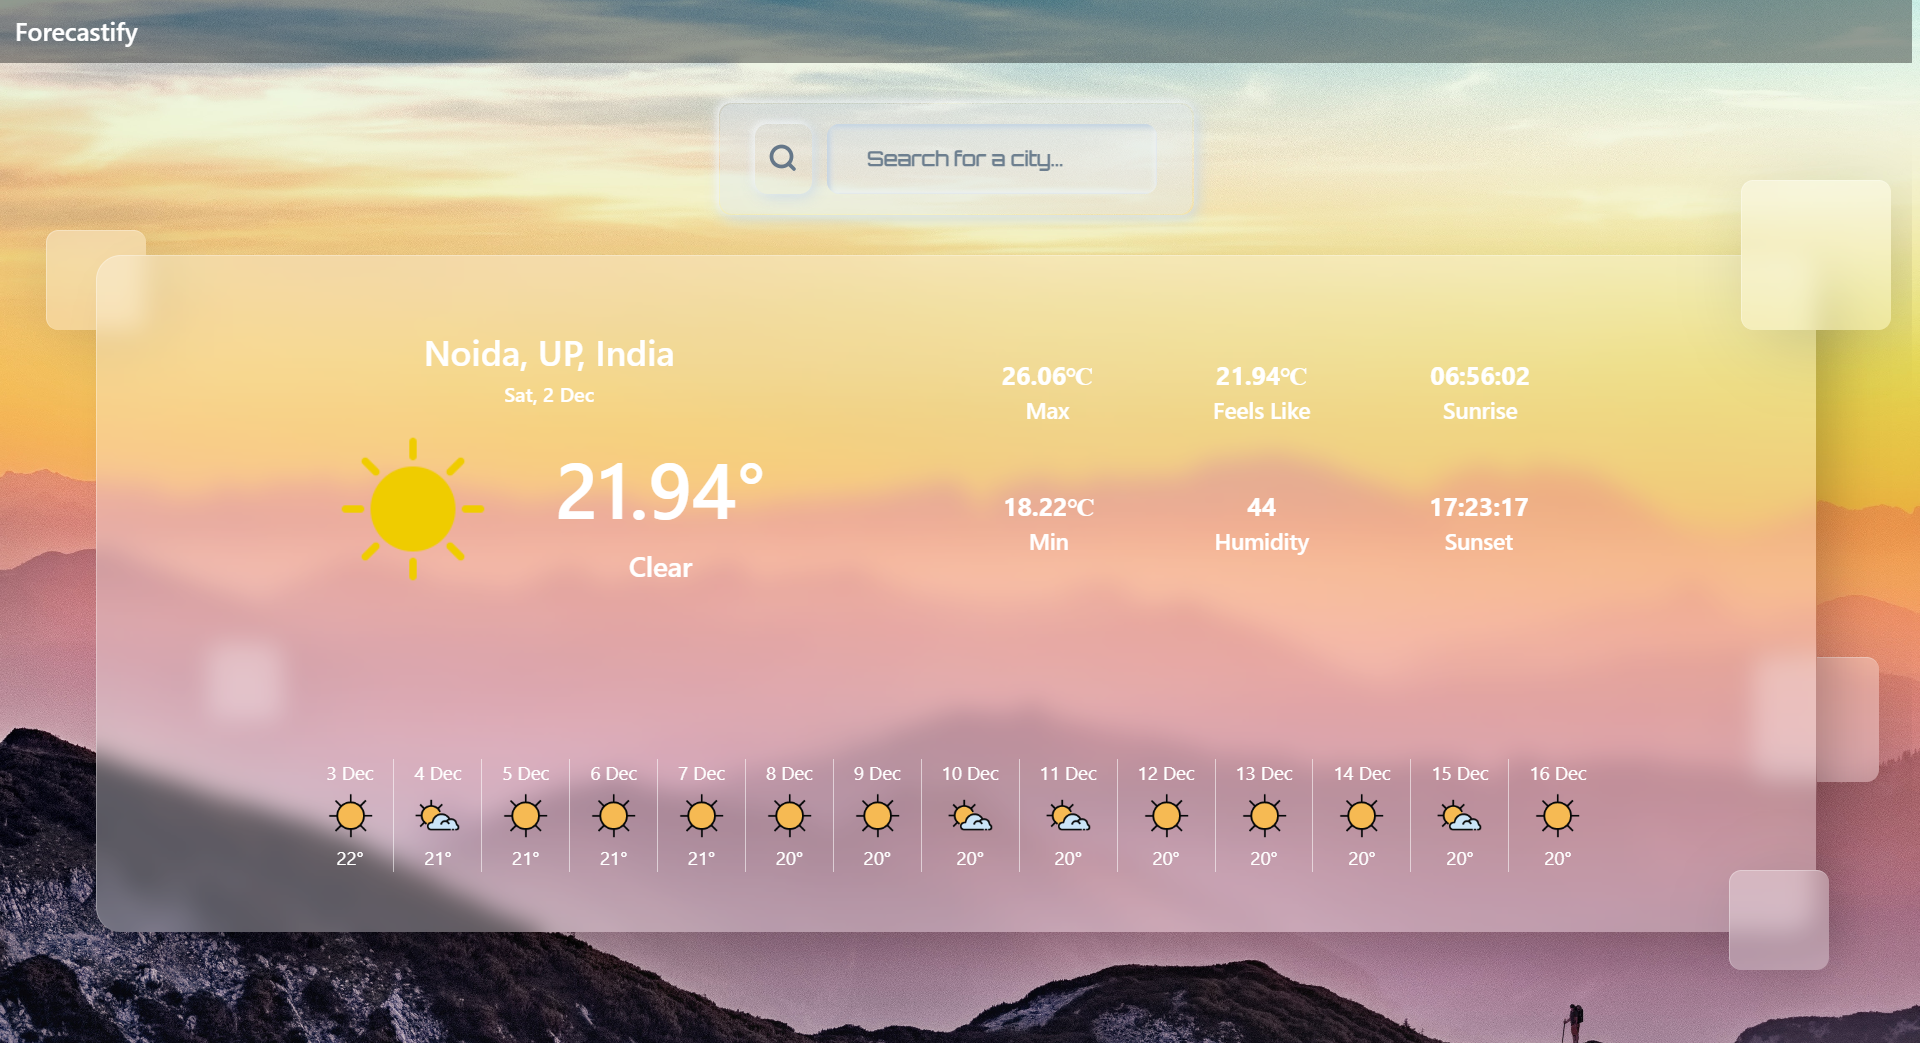 Forecastify
Search for a city...
Noida, UP, India
Sat, 2 Dec
21.94°
Clear
26.06℃
Max
21.94℃
Feels Like
06:56:02
Sunrise
18.22℃
Min
44
Humidity
17:23:17
Sunset
3 Dec 4 Dec 5 Dec 6 Dec 7 Dec 8 Dec 9 Dec 10 Dec 11 Dec 12 Dec 13 Dec 14 Dec 15 Dec 16 Dec
22° 21° 21° 21° 21° 20° 20° 20° 20° 20° 20° 20° 20° 20°